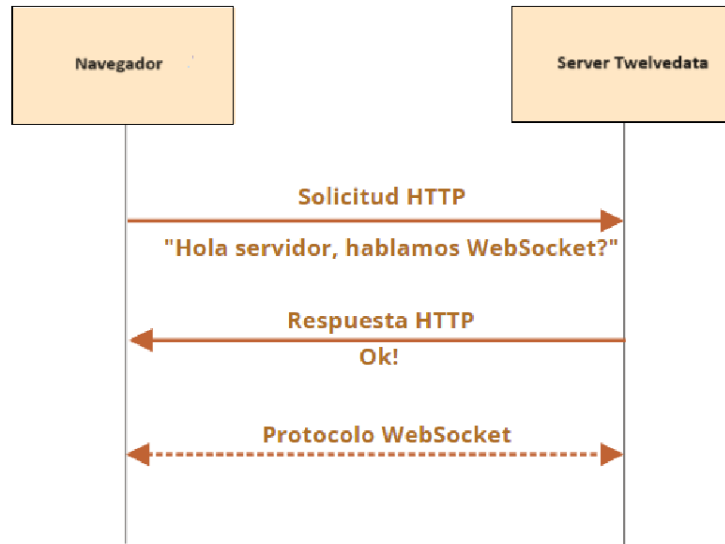 Navegador
Server Twelvedata
Solicitud HTTP
"Hola servidor, hablamos WebSocket?"
Respuesta HTTP
Ok!
Protocolo WebSocket